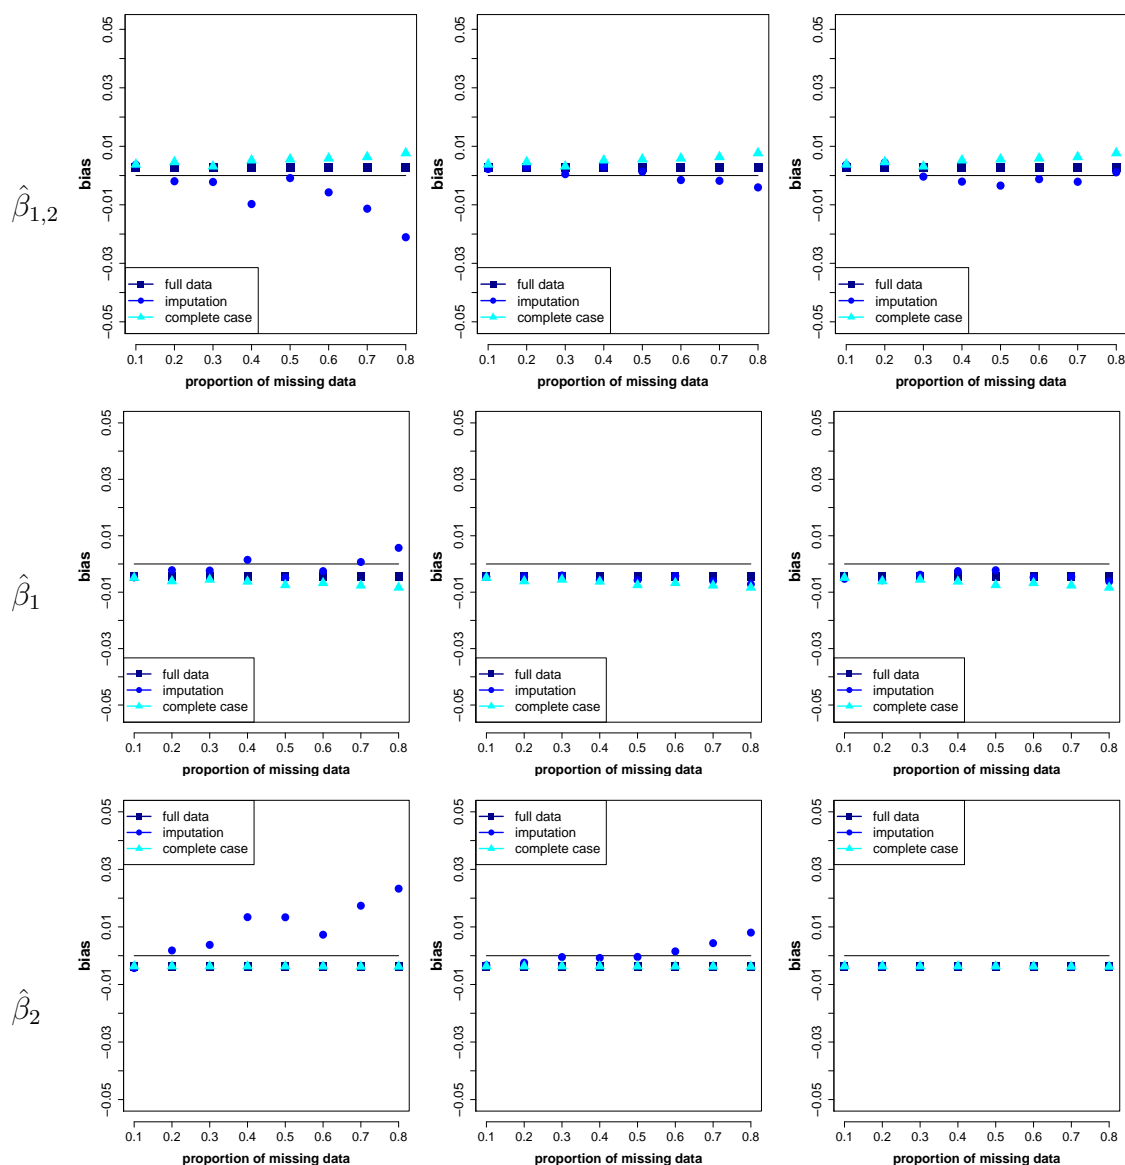 β̂1,2
0.05
0.03
0.01
−0.01
−0.03
−0.05
bias
full data
imputation
complete case
0.1 0.2 0.3 0.4 0.5 0.6 0.7 0.8
proportion of missing data
0.05
0.03
0.01
−0.01
−0.03
−0.05
bias
full data
imputation
complete case
0.1 0.2 0.3 0.4 0.5 0.6 0.7 0.8
proportion of missing data
0.05
0.03
0.01
−0.01
−0.03
−0.05
bias
full data
imputation
complete case
0.1 0.2 0.3 0.4 0.5 0.6 0.7 0.8
proportion of missing data
β̂1
0.05
0.03
0.01
−0.01
−0.03
−0.05
bias
full data
imputation
complete case
0.1 0.2 0.3 0.4 0.5 0.6 0.7 0.8
proportion of missing data
0.05
0.03
0.01
−0.01
−0.03
−0.05
bias
full data
imputation
complete case
0.1 0.2 0.3 0.4 0.5 0.6 0.7 0.8
proportion of missing data
0.05
0.03
0.01
−0.01
−0.03
−0.05
bias
full data
imputation
complete case
0.1 0.2 0.3 0.4 0.5 0.6 0.7 0.8
proportion of missing data
β̂2
0.05
0.03
0.01
−0.01
−0.03
−0.05
bias
full data
imputation
complete case
0.1 0.2 0.3 0.4 0.5 0.6 0.7 0.8
proportion of missing data
0.05
0.03
0.01
−0.01
−0.03
−0.05
bias
full data
imputation
complete case
0.1 0.2 0.3 0.4 0.5 0.6 0.7 0.8
proportion of missing data
0.05
0.03
0.01
−0.01
−0.03
−0.05
bias
full data
imputation
complete case
0.1 0.2 0.3 0.4 0.5 0.6 0.7 0.8
proportion of missing data